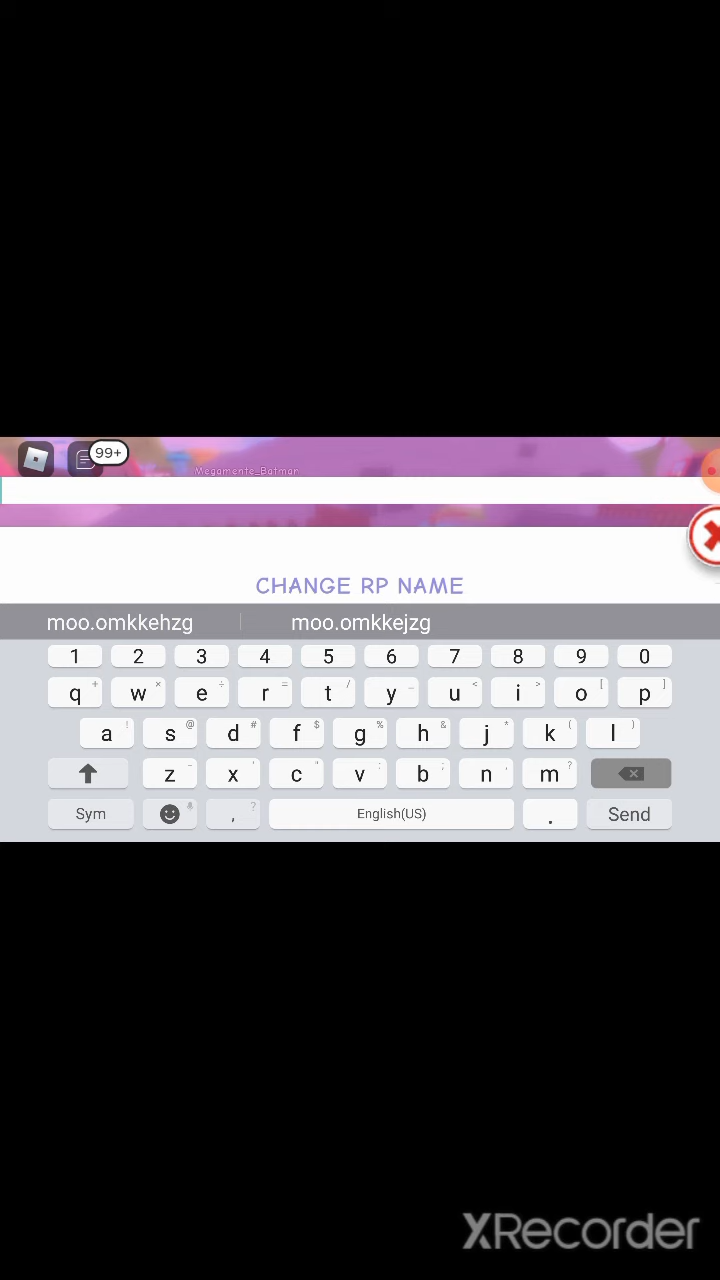 99+
Megamente_Batman
CHANGE RP NAME
moo.omkkehzg moo.omkkejzg
1 2 3 4 5 6 7 8 9 0
q + w × e ÷ r = t / y _ u < i > o [ p ]
a ! s @ d # f $ g % h & j * k ( l )
z - x ' c " v : b ; n , m ?
Sym , ? English(US) . Send
XRecorder